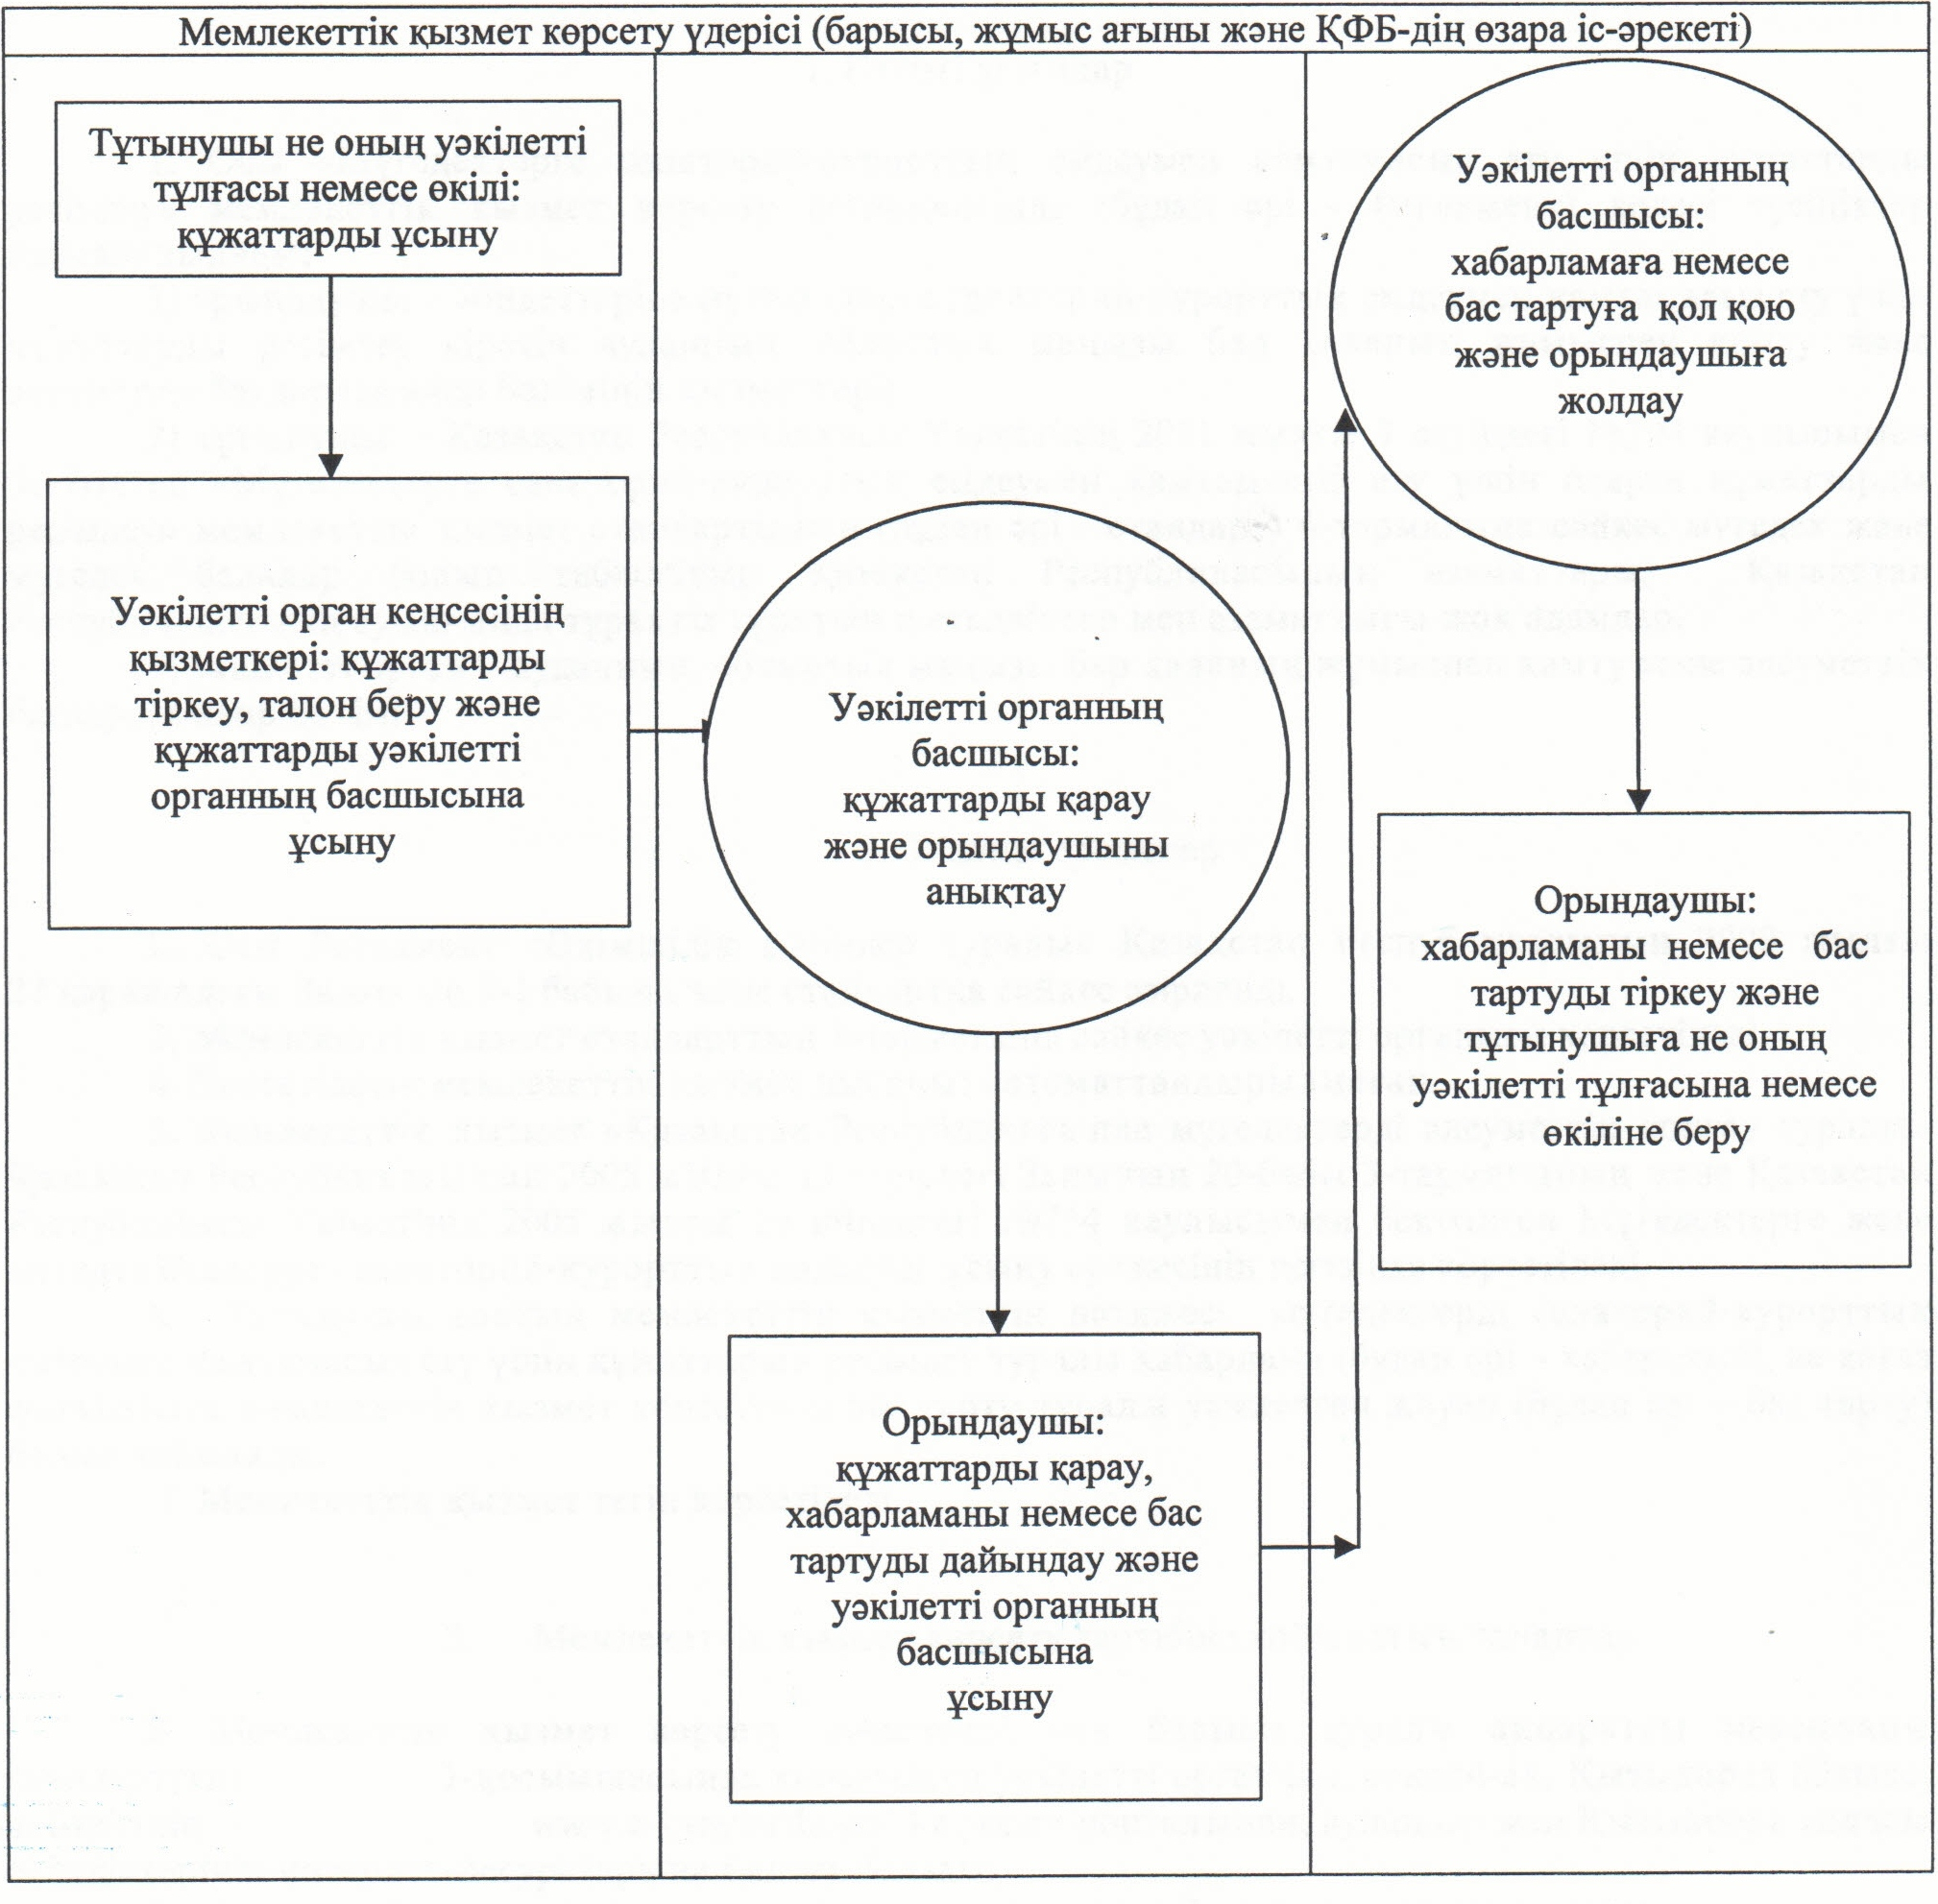 Мемлекеттік қызмет көрсету үдерісі (барысы, жұмыс ағыны және ҚФБ-дің өзара іс-әрекеті)
Тұтынушы не оның уәкілетті
тұлғасы немесе өкілі:
құжаттарды ұсыну
Уәкілетті орган кеңсесінің
қызметкері: құжаттарды
тіркеу, талон беру және
құжаттарды уәкілетті
органның басшысына
ұсыну
Уәкілетті органның
басшысы:
құжаттарды қарау
және орындаушыны
анықтау
Орындаушы:
құжаттарды қарау,
хабарламаны немесе бас
тартуды дайындау және
уәкілетті органның
басшысына
ұсыну
Уәкілетті органның
басшысы:
хабарламаға немесе
бас тартуға қол қою
және орындаушыға
жолдау
Орындаушы:
хабарламаны немесе бас
тартуды тіркеу және
тұтынушыға не оның
уәкілетті тұлғасына немесе
өкіліне беру